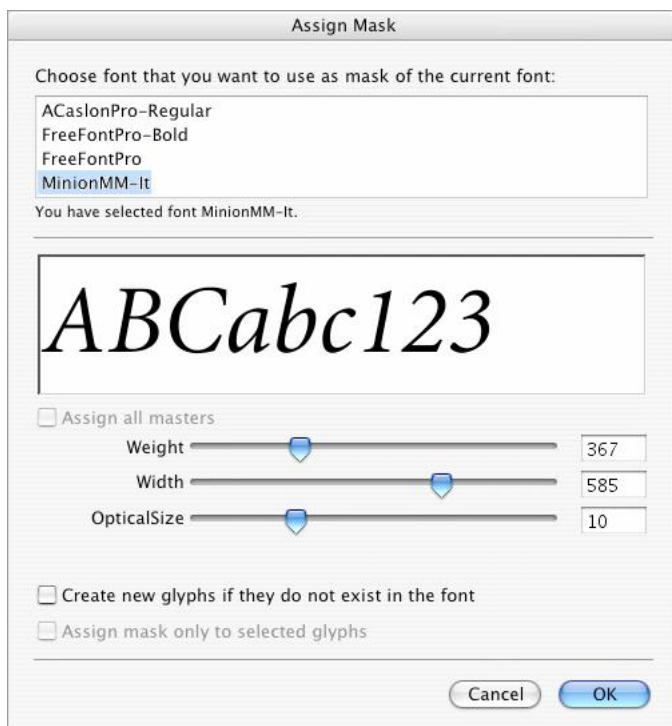 Assign Mask
Choose font that you want to use as mask of the current font:
ACaslonPro-Regular
FreeFontPro-Bold
FreeFontPro
MinionMM-It
You have selected font MinionMM-It.
ABCabc123
Assign all masters
Weight 367
Width 585
OpticalSize 10
Create new glyphs if they do not exist in the font
Assign mask only to selected glyphs
Cancel OK